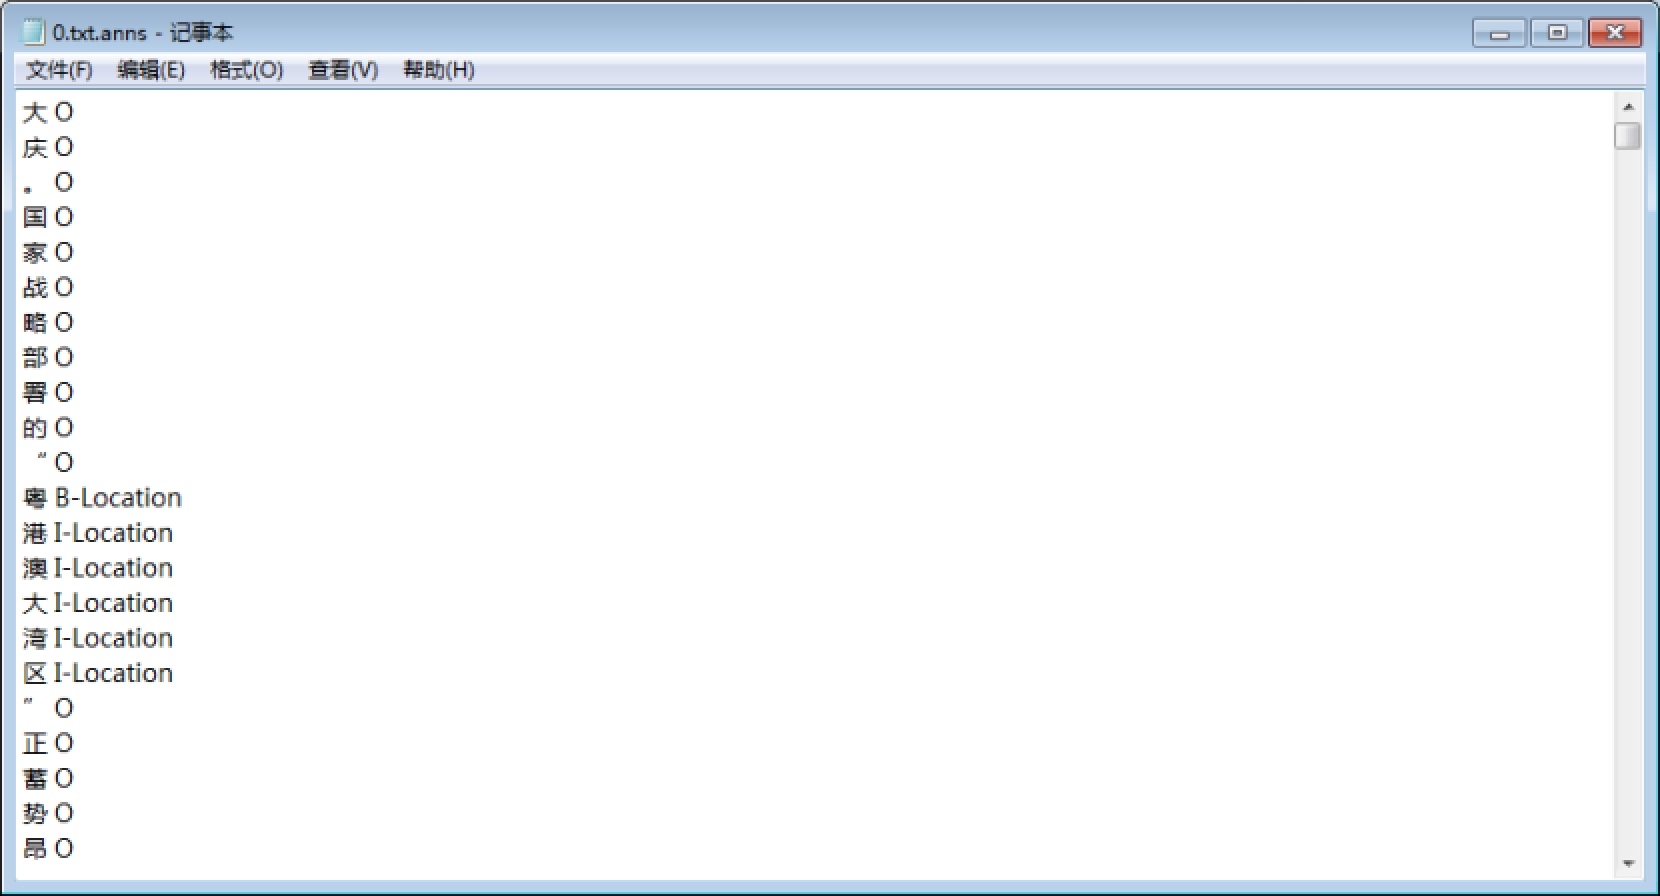 0.txt.anns - 记事本
文件(F) 编辑(E) 格式(O) 查看(V) 帮助(H)
大 O
庆 O
。 O
国 O
家 O
战 O
略 O
部 O
署 O
的 O
“ O
粤 B-Location
港 I-Location
澳 I-Location
大 I-Location
湾 I-Location
区 I-Location
” O
正 O
蓄 O
势 O
昂 O